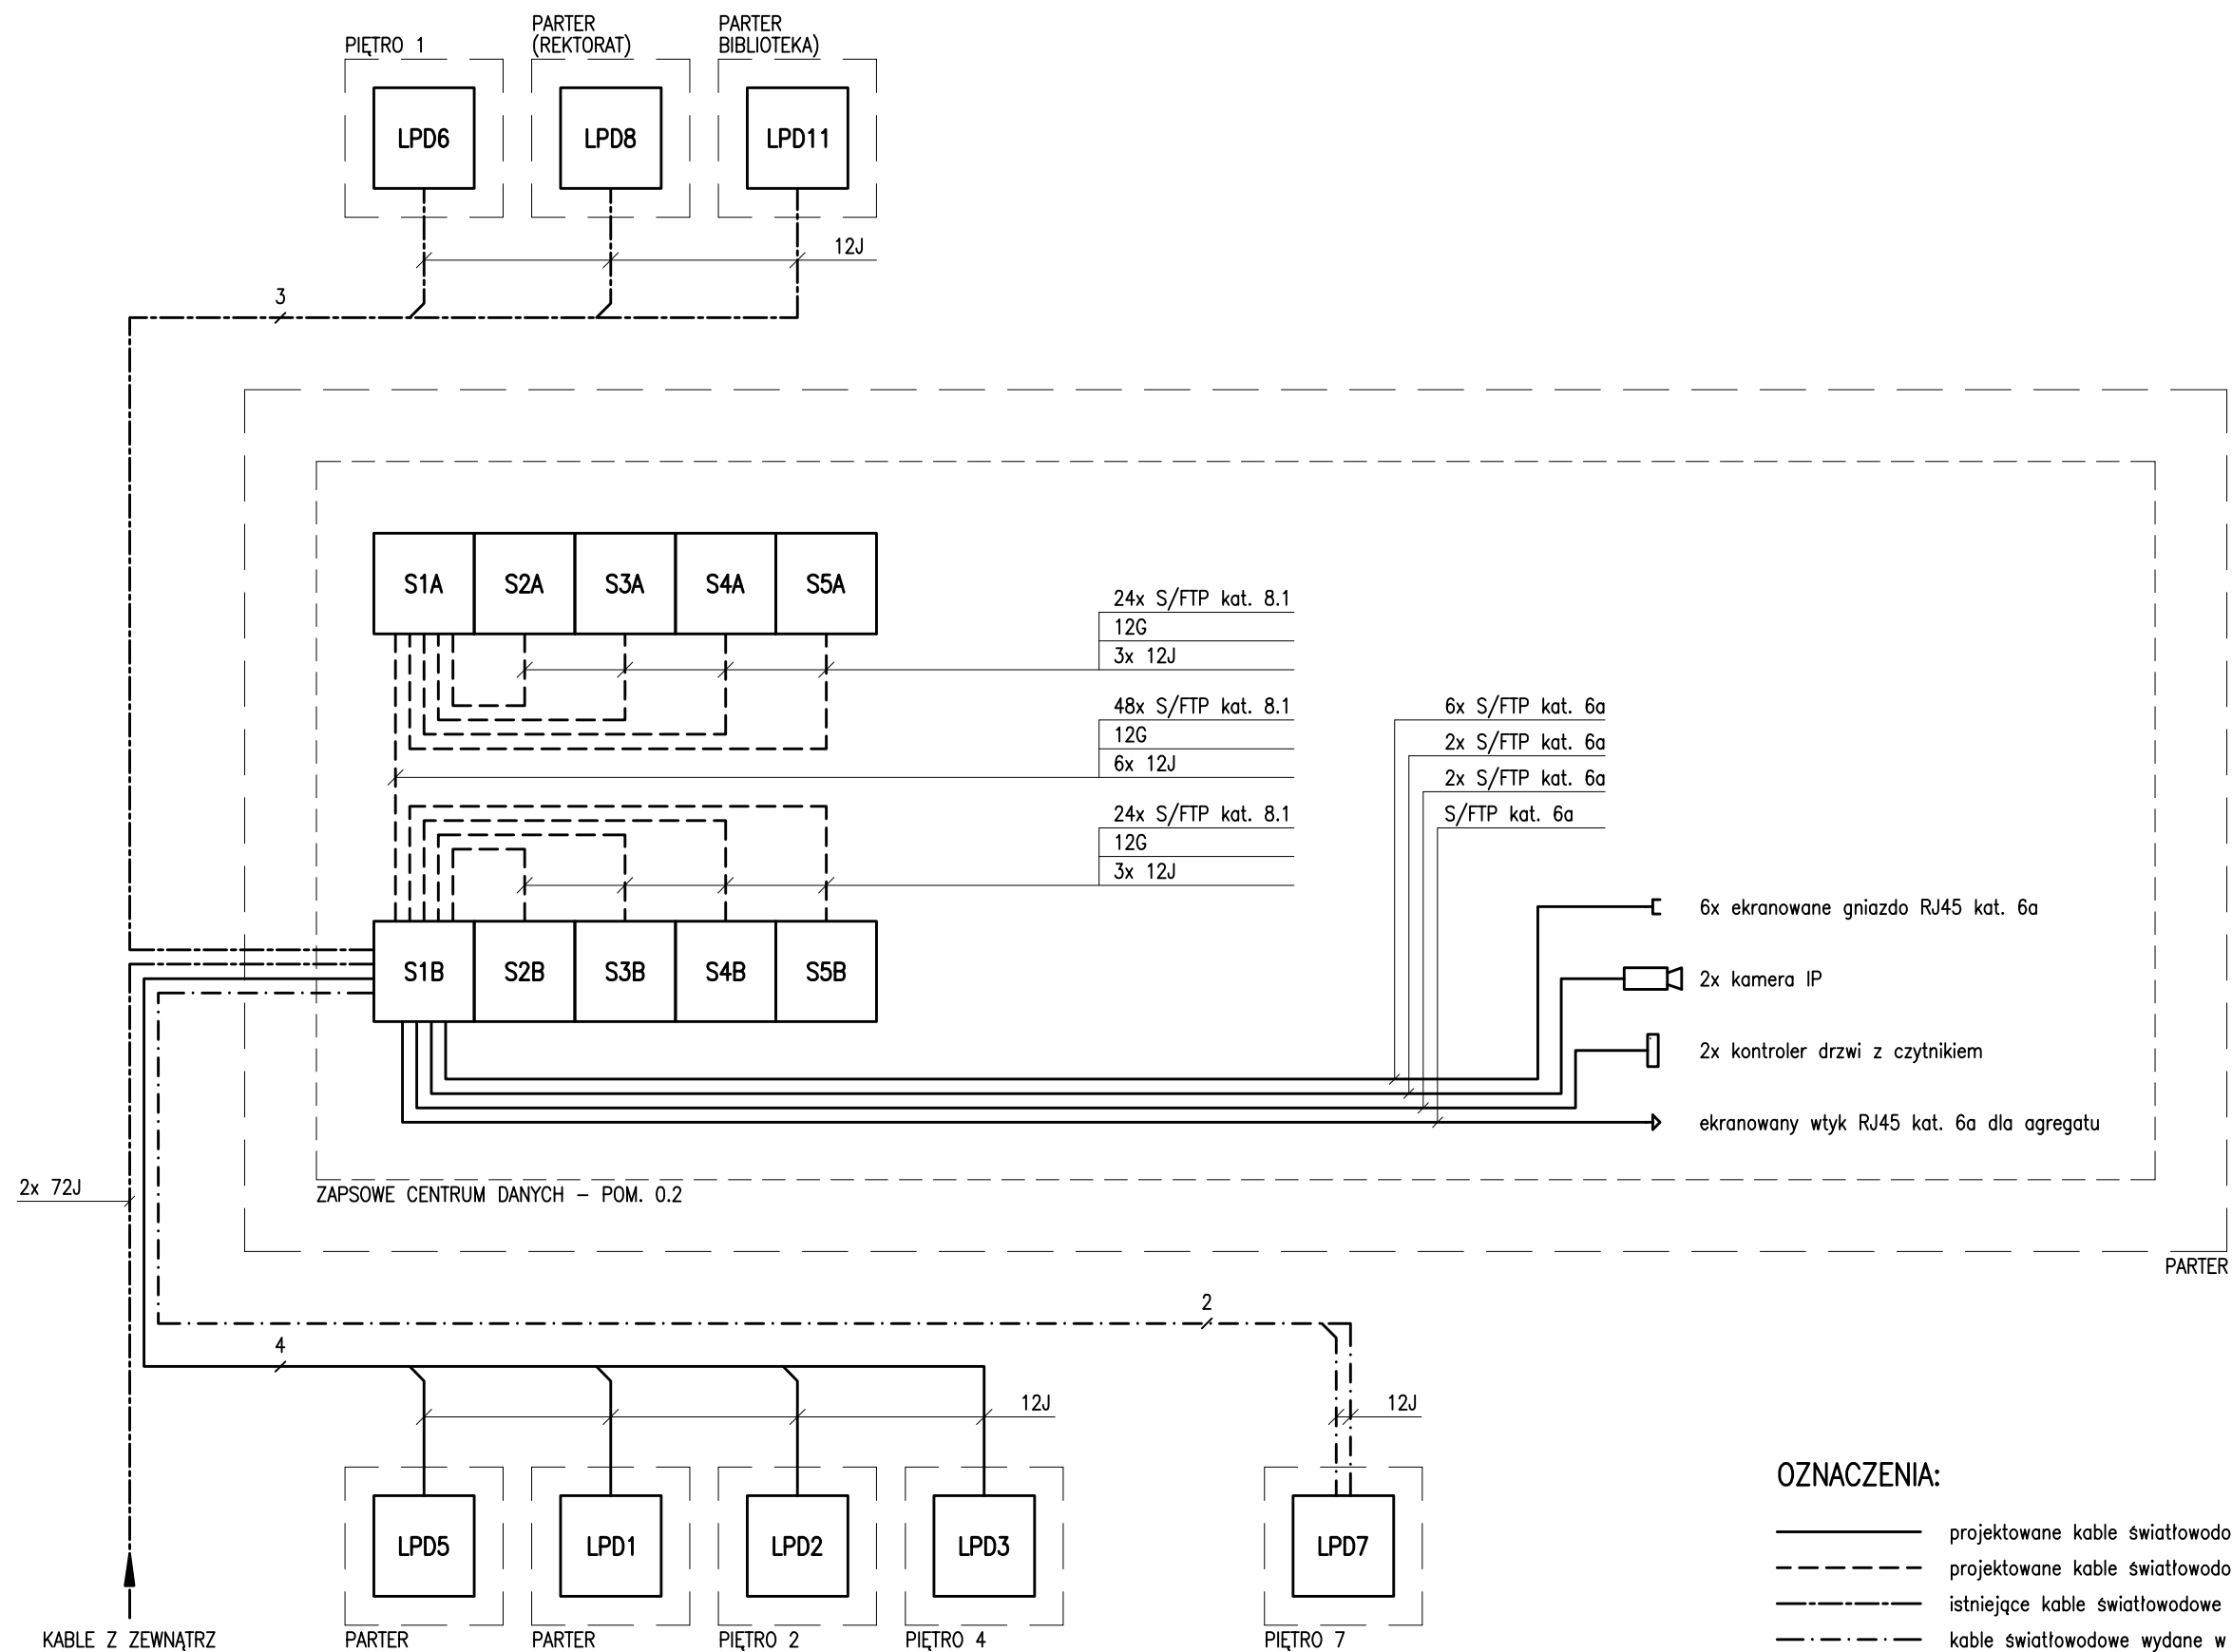 PIĘTRO 1
PARTER
(REKTORAT)
PARTER
BIBLIOTEKA)
LPD6
LPD8
LPD11
12J
3
S1A
S2A
S3A
S4A
S5A
24x S/FTP kat. 8.1
12G
3x 12J
48x S/FTP kat. 8.1
12G
6x 12J
24x S/FTP kat. 8.1
12G
3x 12J
6x S/FTP kat. 6a
2x S/FTP kat. 6a
2x S/FTP kat. 6a
S/FTP kat. 6a
S1B
S2B
S3B
S4B
S5B
6x ekranowane gniazdo RJ45 kat. 6a
2x kamera IP
2x kontroler drzwi z czytnikiem
ekranowany wtyk RJ45 kat. 6a dla agregatu
2x 72J
ZAPSOWE CENTRUM DANYCH – POM. 0.2
PARTER
2
4
12J
12J
LPD5
LPD1
LPD2
LPD3
LPD7
KABLE Z ZEWNĄTRZ
PARTER
PARTER
PIĘTRO 2
PIĘTRO 4
PIĘTRO 7
OZNACZENIA:
projektowane kable światłowodo
projektowane kable światłowodo
istniejące kable światłowodowe
kable światłowodowe wydane w